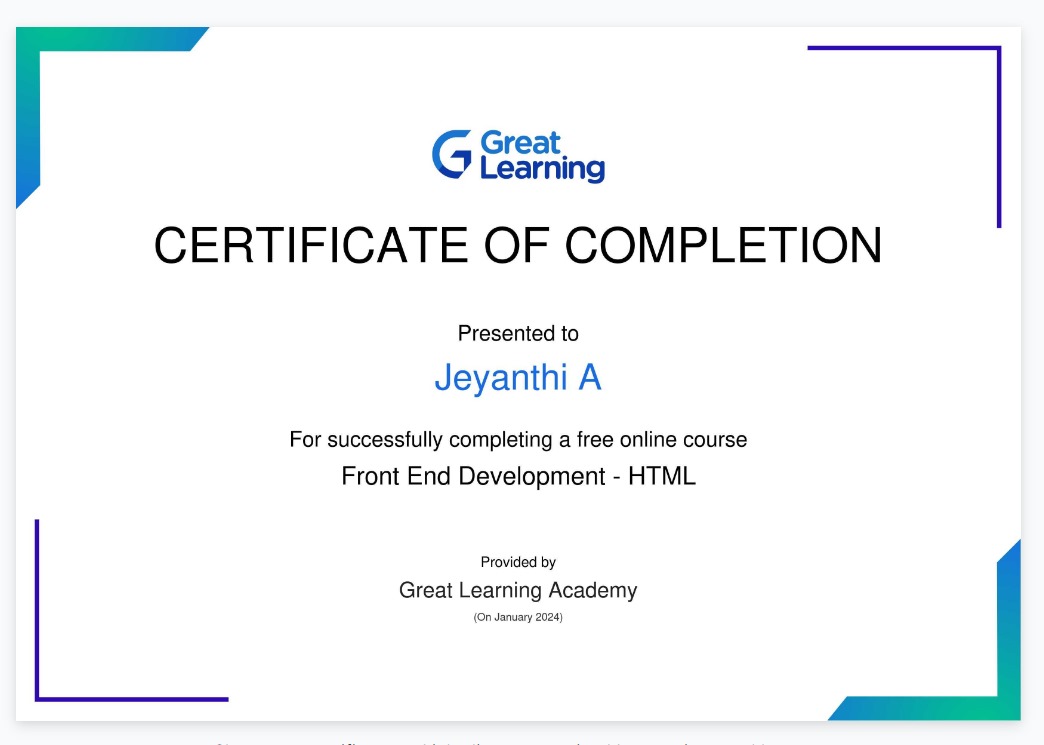 Great
Learning
CERTIFICATE OF COMPLETION
Presented to
Jeyanthi A
For successfully completing a free online course
Front End Development - HTML
Provided by
Great Learning Academy
(On January 2024)